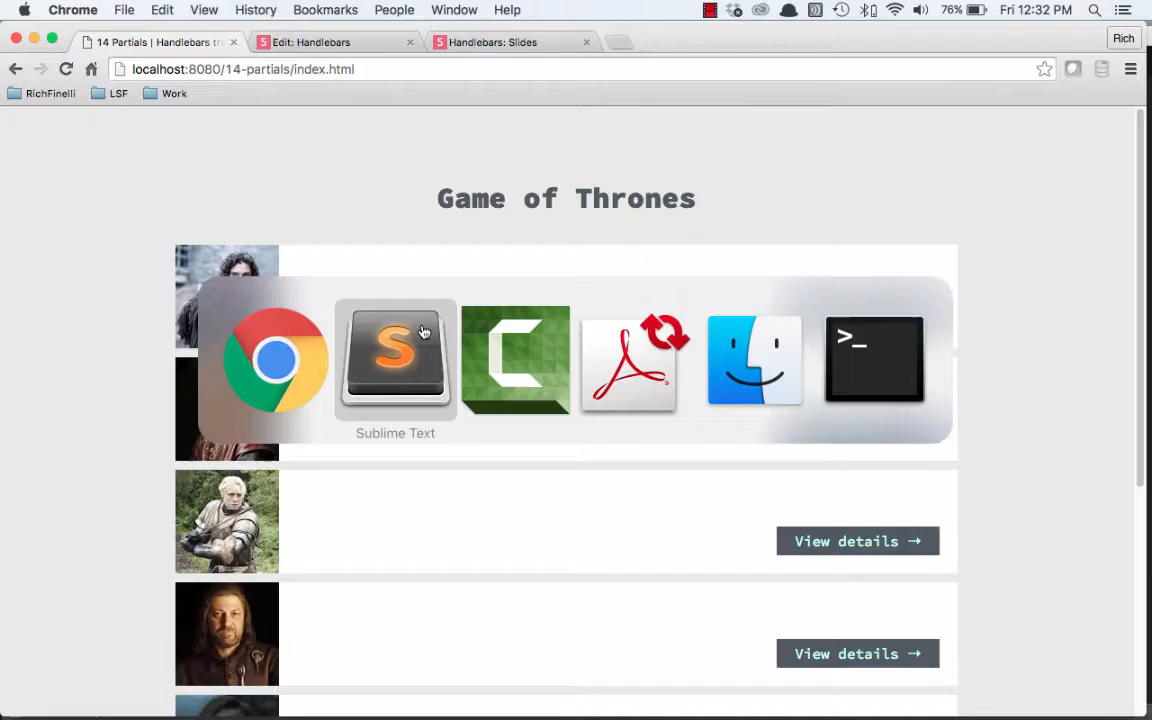 Chrome File Edit View History Bookmarks People Window Help 76% Fri 12:32 PM
14 Partials | Handlebars tr Edit: Handlebars Handlebars: Slides Rich
localhost:8080/14-partials/index.html
RichFinelli LSF Work
Game of Thrones
S
C
>_
Sublime Text
View details →
View details →